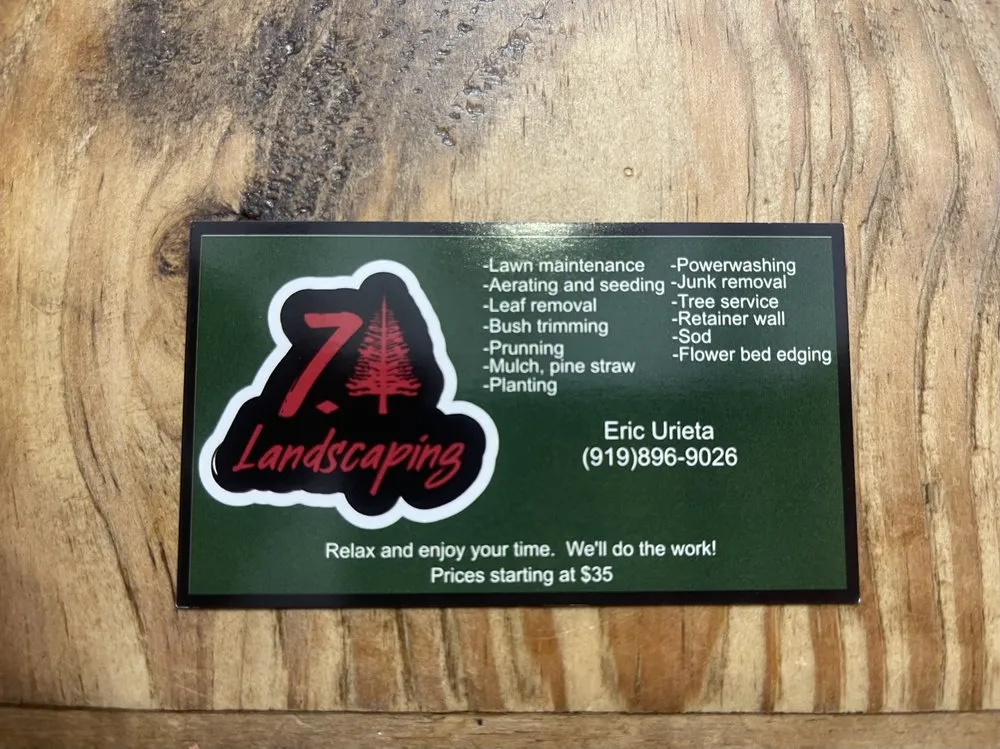 7.
Landscaping
-Lawn maintenance
-Aerating and seeding
-Leaf removal
-Bush trimming
-Prunning
-Mulch, pine straw
-Planting
-Powerwashing
-Junk removal
-Tree service
-Retainer wall
-Sod
-Flower bed edging
Eric Urieta
(919)896-9026
Relax and enjoy your time.  We'll do the work!
Prices starting at $35